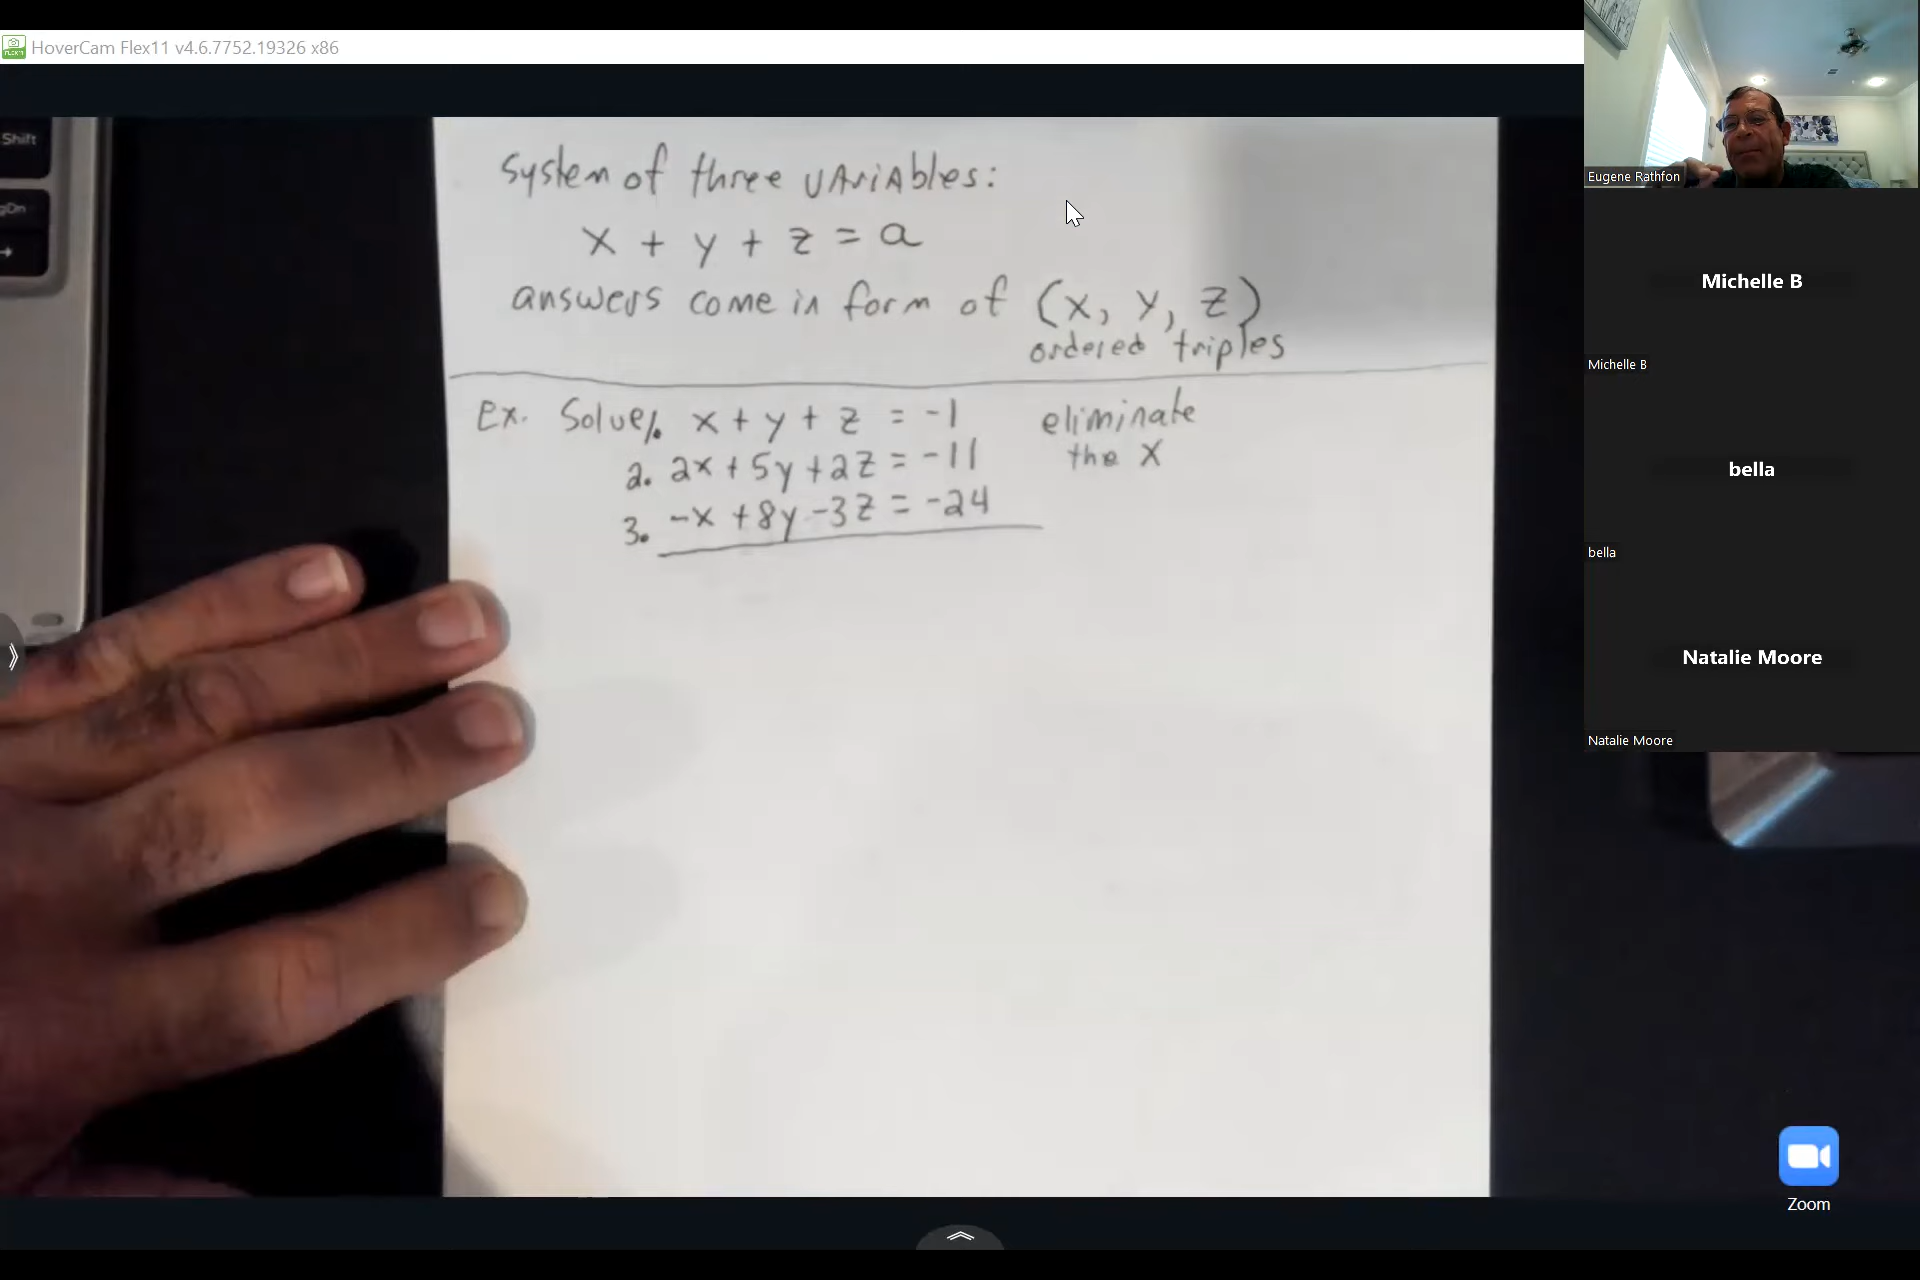 HoverCam Flex11 v4.6.7752.19326 x86
Shift
gDn
System of three variables:
x + y + z = a
answers come in form of (x, y, z)
ordered triples
Ex. Solve: 1. x + y + z = -1 eliminate
2. 2x + 5y + 2z = -11 the x
3. -x + 8y - 3z = -24
Eugene Rathfon
Michelle B
Michelle B
bella
bella
Natalie Moore
Natalie Moore
Zoom